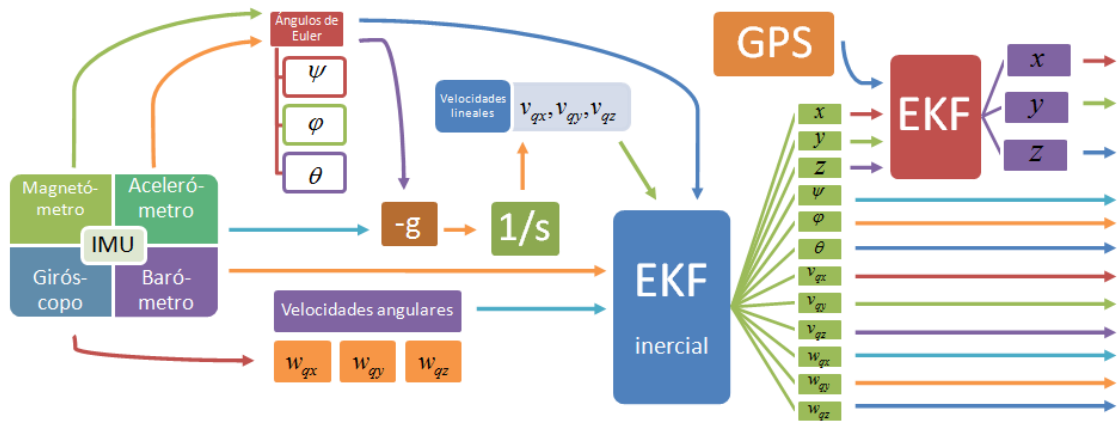 Ángulos de
Euler
ψ
φ
θ
Magnetó-
metro
Aceleró-
metro
IMU
Girós-
copo
Baró-
metro
-g
1/s
Velocidades
lineales
v_qx, v_qy, v_qz
Velocidades angulares
w_qx
w_qy
w_qz
EKF
inercial
GPS
x
y
z
ψ
φ
θ
v_qx
v_qy
v_qz
w_qx
w_qy
w_qz
EKF
x
y
z